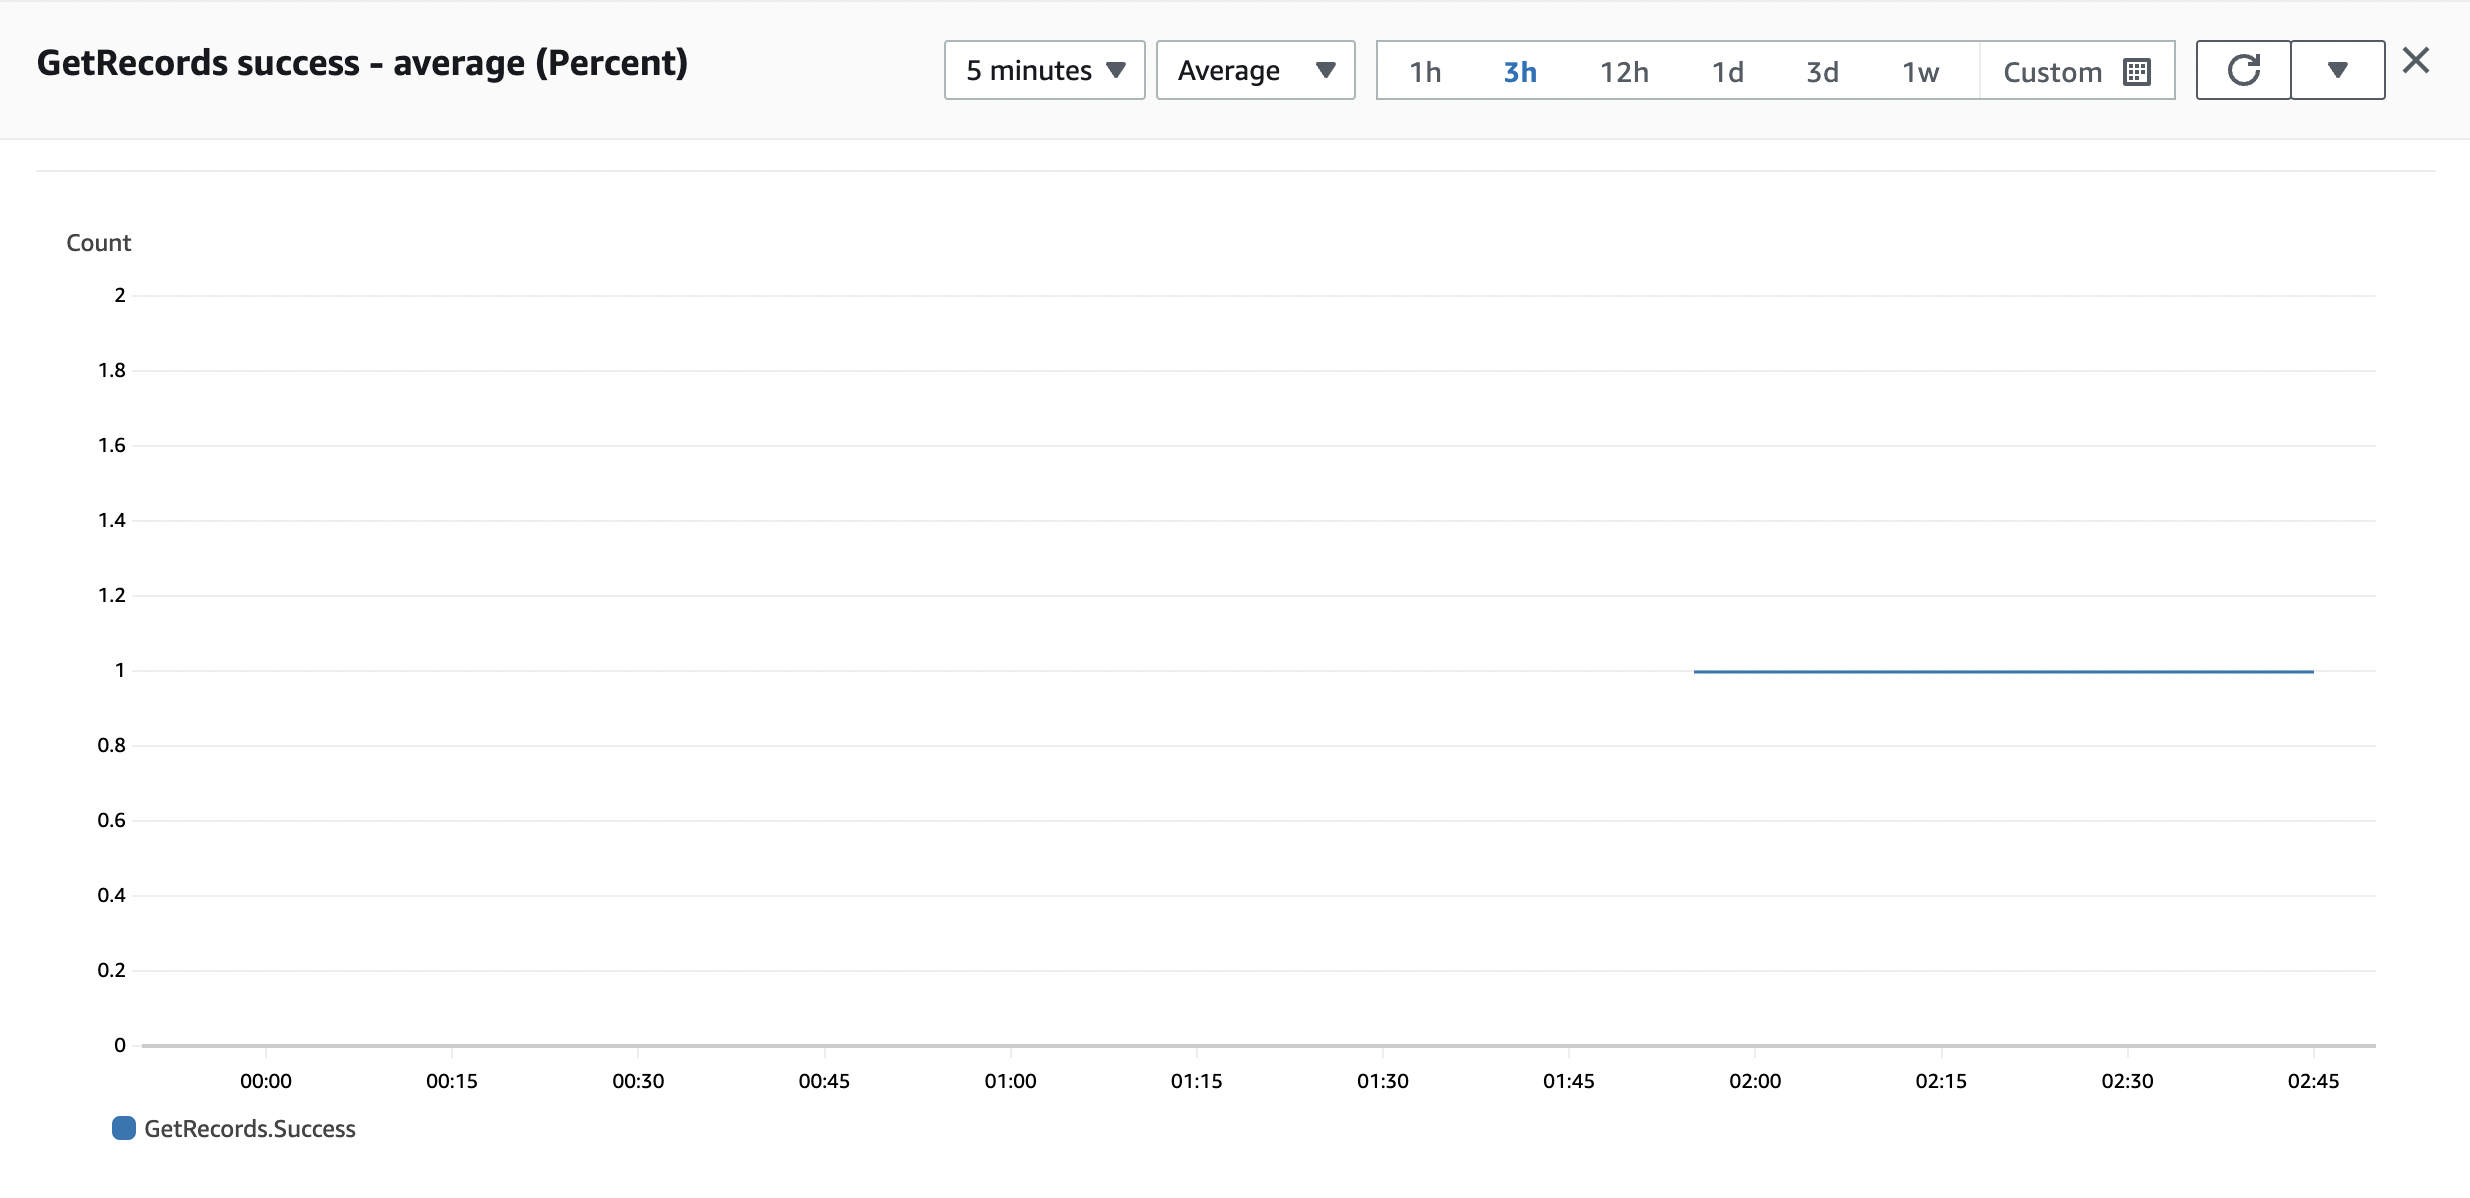 GetRecords success - average (Percent)
5 minutes
Average
1h 3h 12h 1d 3d 1w Custom
Count
2
1.8
1.6
1.4
1.2
1
0.8
0.6
0.4
0.2
0
00:00 00:15 00:30 00:45 01:00 01:15 01:30 01:45 02:00 02:15 02:30 02:45
GetRecords.Success